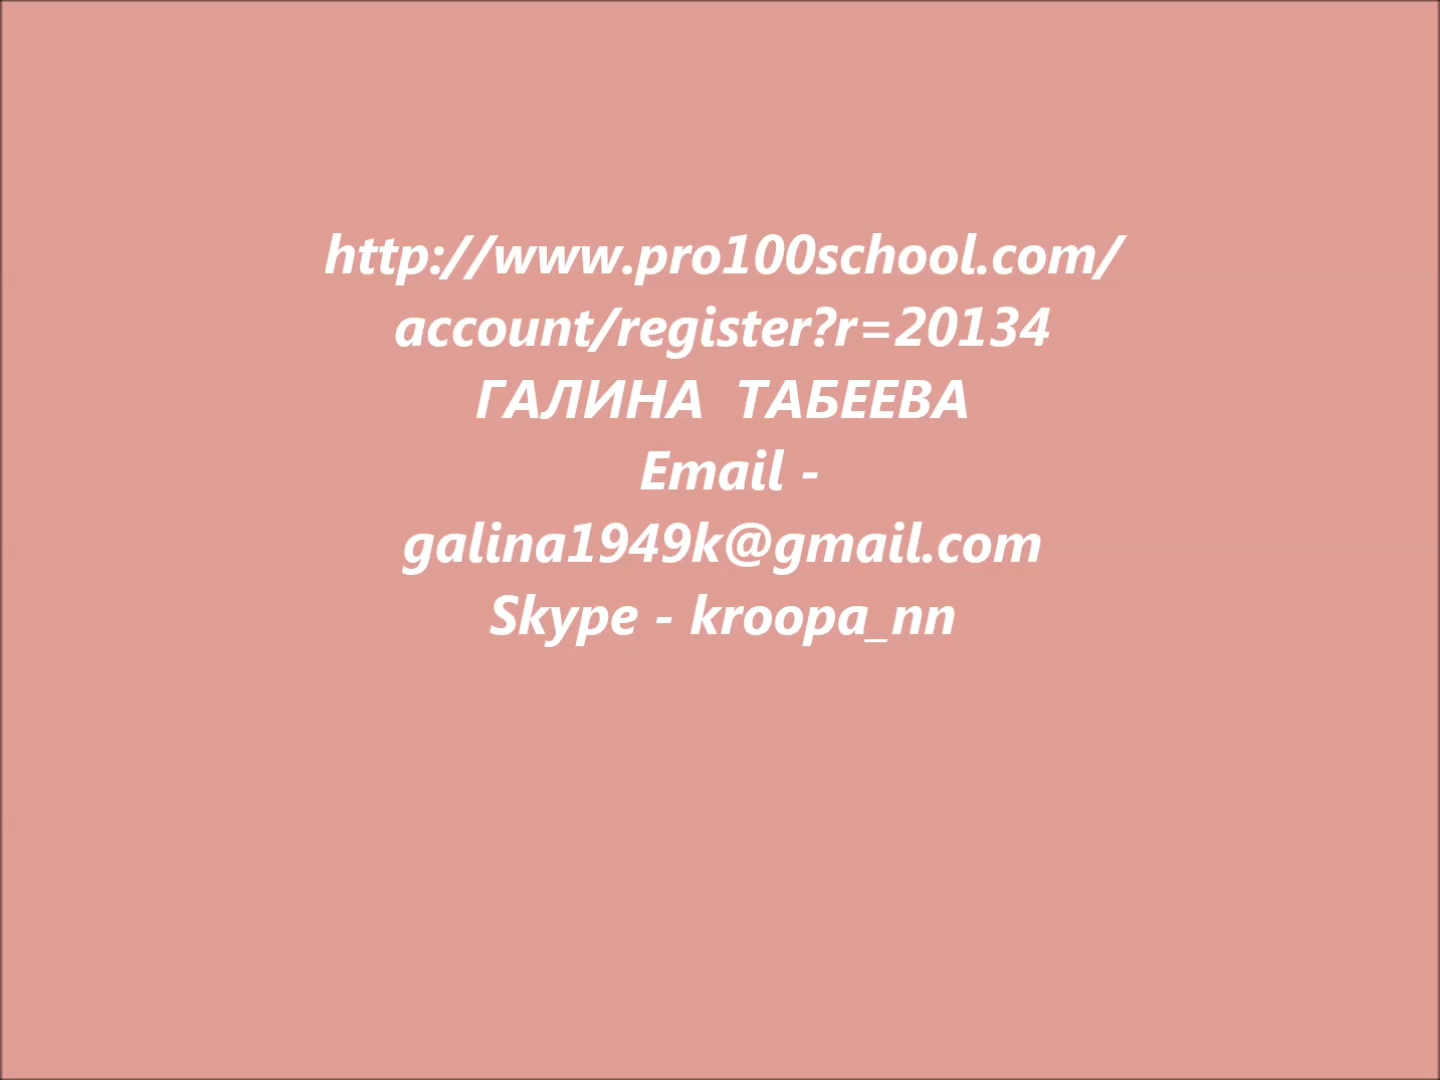 http://www.pro100school.com/
account/register?r=20134
ГАЛИНА ТАБЕЕВА
Email -
galina1949k@gmail.com
Skype - kroopa_nn